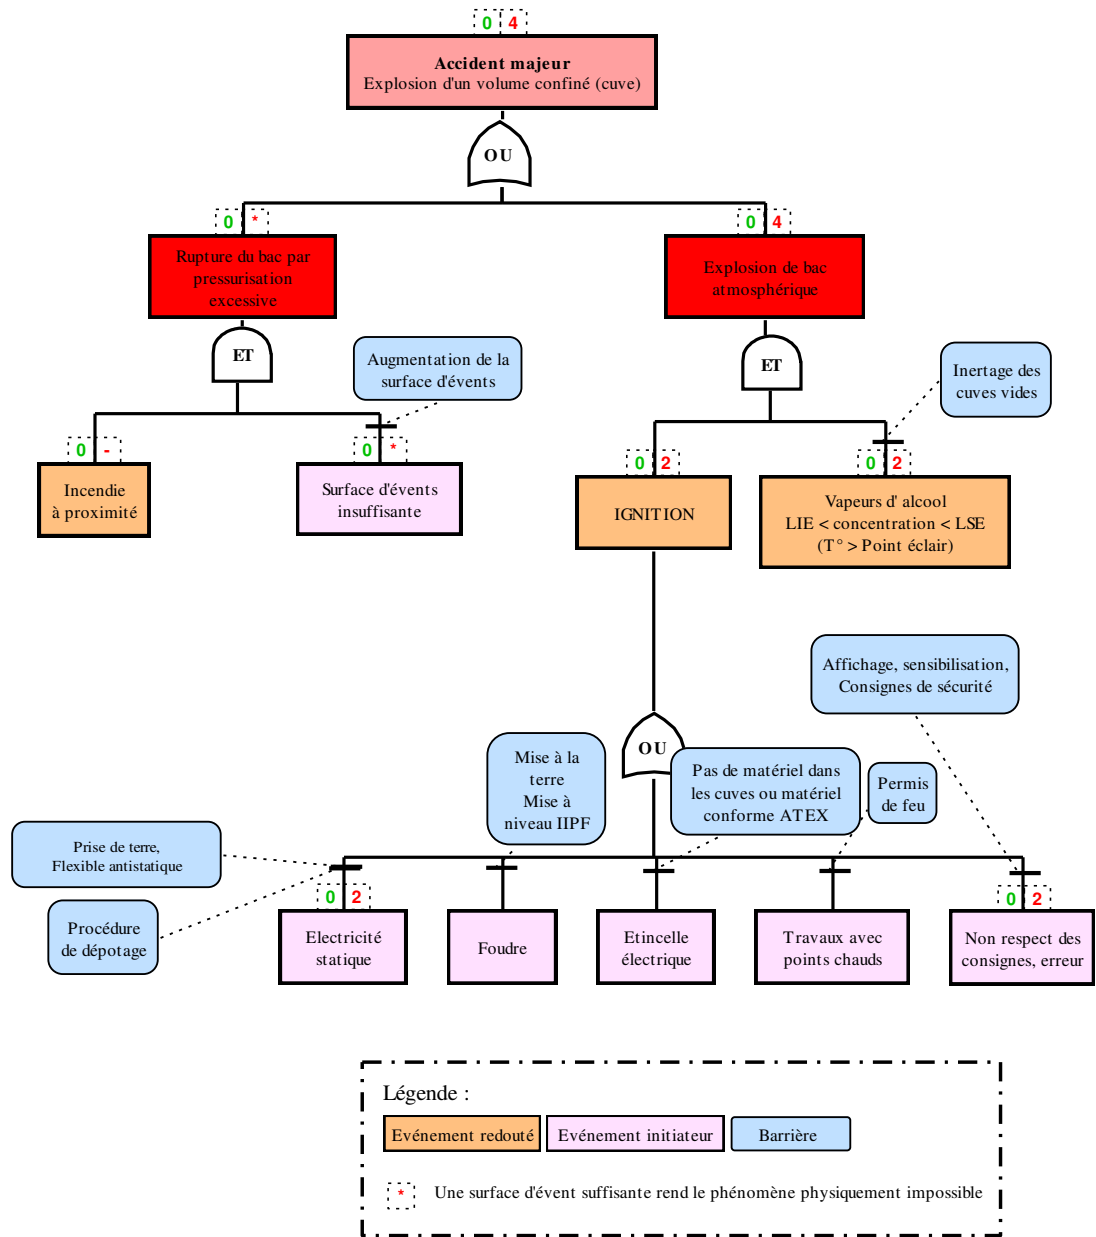 0 4
Accident majeur
Explosion d'un volume confiné (cuve)
OU
0 *
Rupture du bac par
pressurisation
excessive
0 4
Explosion de bac
atmosphérique
ET
Augmentation de la
surface d'évents
ET
Inertage des
cuves vides
0 -
Incendie
à proximité
0 *
Surface d'évents
insuffisante
0 2
IGNITION
0 2
Vapeurs d' alcool
LIE < concentration < LSE
(T° > Point éclair)
Affichage, sensibilisation,
Consignes de sécurité
OU
Mise à la
terre
Mise à
niveau IIPF
Pas de matériel dans
les cuves ou matériel
conforme ATEX
Permis
de feu
Prise de terre,
Flexible antistatique
Procédure
de dépotage
0 2
Electricité
statique
Foudre
Etincelle
électrique
Travaux avec
points chauds
0 2
Non respect des
consignes, erreur
Légende :
Evénement redouté
Evénement initiateur
Barrière
* Une surface d'évent suffisante rend le phénomène physiquement impossible